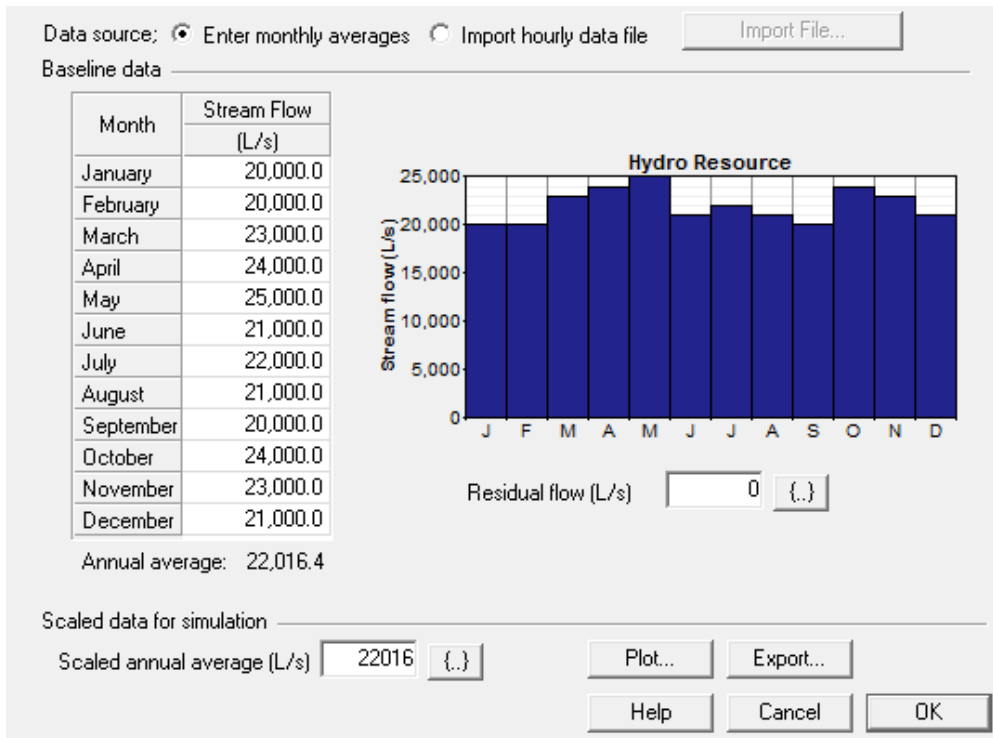 Data source; Enter monthly averages Import hourly data file Import File...
Baseline data
Month Stream Flow
(L/s)
January 20,000.0
February 20,000.0
March 23,000.0
April 24,000.0
May 25,000.0
June 21,000.0
July 22,000.0
August 21,000.0
September 20,000.0
October 24,000.0
November 23,000.0
December 21,000.0
Annual average: 22,016.4
Hydro Resource
Stream flow (L/s)
25,000
20,000
15,000
10,000
5,000
0
J F M A M J J A S O N D
Residual flow (L/s) 0 {..}
Scaled data for simulation
Scaled annual average (L/s) 22016 {..}
Plot... Export...
Help Cancel OK